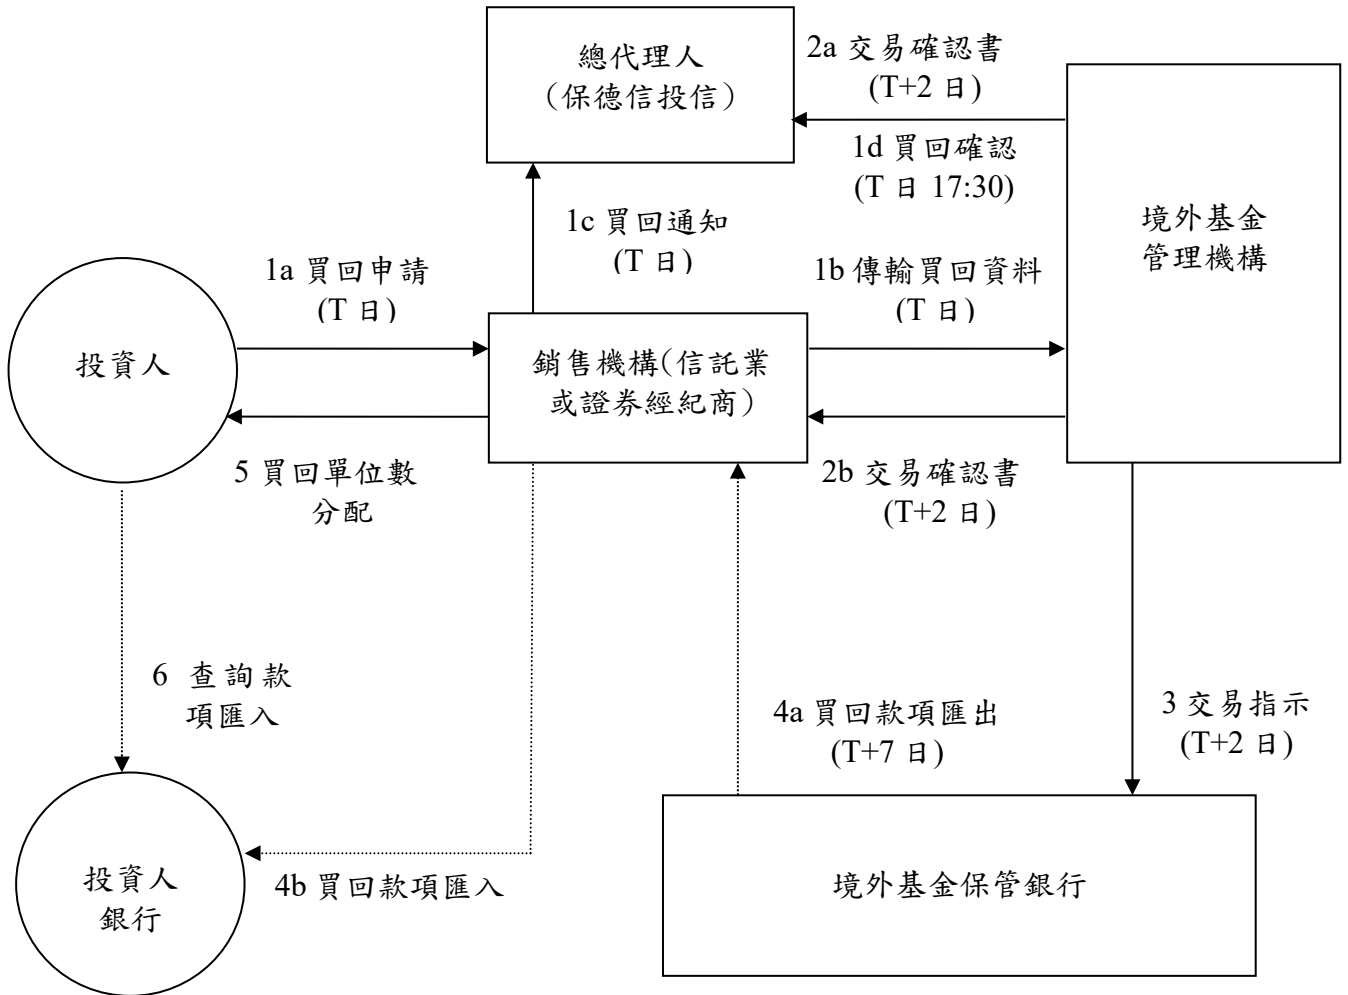 總代理人
（保德信投信）
2a 交易確認書
(T+2 日)
1d 買回確認
(T 日 17:30)
境外基金
管理機構
1c 買回通知
(T 日)
1a 買回申請
(T 日)
1b 傳輸買回資料
(T 日)
投資人
銷售機構(信託業
或證券經紀商）
5 買回單位數
分配
2b 交易確認書
(T+2 日)
6 查詢款
項匯入
4a 買回款項匯出
(T+7 日)
3 交易指示
(T+2 日)
投資人
銀行
4b 買回款項匯入
境外基金保管銀行